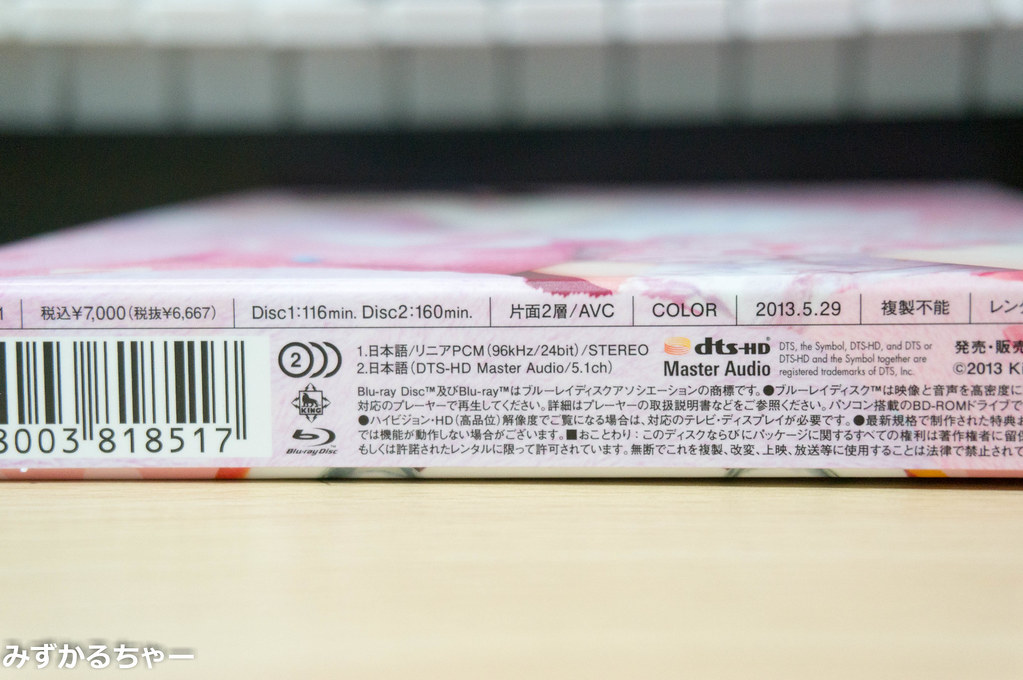 税込¥7,000(税抜¥6,667) Disc1:116min. Disc2:160min. 片面2層/AVC COLOR 2013.5.29 複製不能 レン
2
1.日本語/リニアPCM(96kHz/24bit)/STEREO
2.日本語(DTS-HD Master Audio/5.1ch)
dts-HD
Master Audio
DTS, the Symbol, DTS-HD, and DTS or
DTS-HD and the Symbol together are
registered trademarks of DTS, Inc.
発売・販売
©2013 Ki
KING
Blu-ray Disc
Blu-ray Disc™及びBlu-ray™はブルーレイディスクアソシエーションの商標です。●ブルーレイディスク™は映像と音声を高密度に
対応のプレーヤーで再生してください。詳細はプレーヤーの取扱説明書などをご参照ください。パソコン搭載のBD-ROMドライブで
●ハイビジョン・HD(高品位)解像度でご覧になる場合は、対応のテレビ・ディスプレイが必要です。●最新規格で制作された特典
では機能が動作しない場合がございます。■おことわり:このディスクならびにパッケージに関するすべての権利は著作権者に留保
もしくは許諾されたレンタルに限って許可されています。無断でこれを複製、改変、上映、放送等に使用することは法律で禁止されて
8003 818517
みずかるちゃー